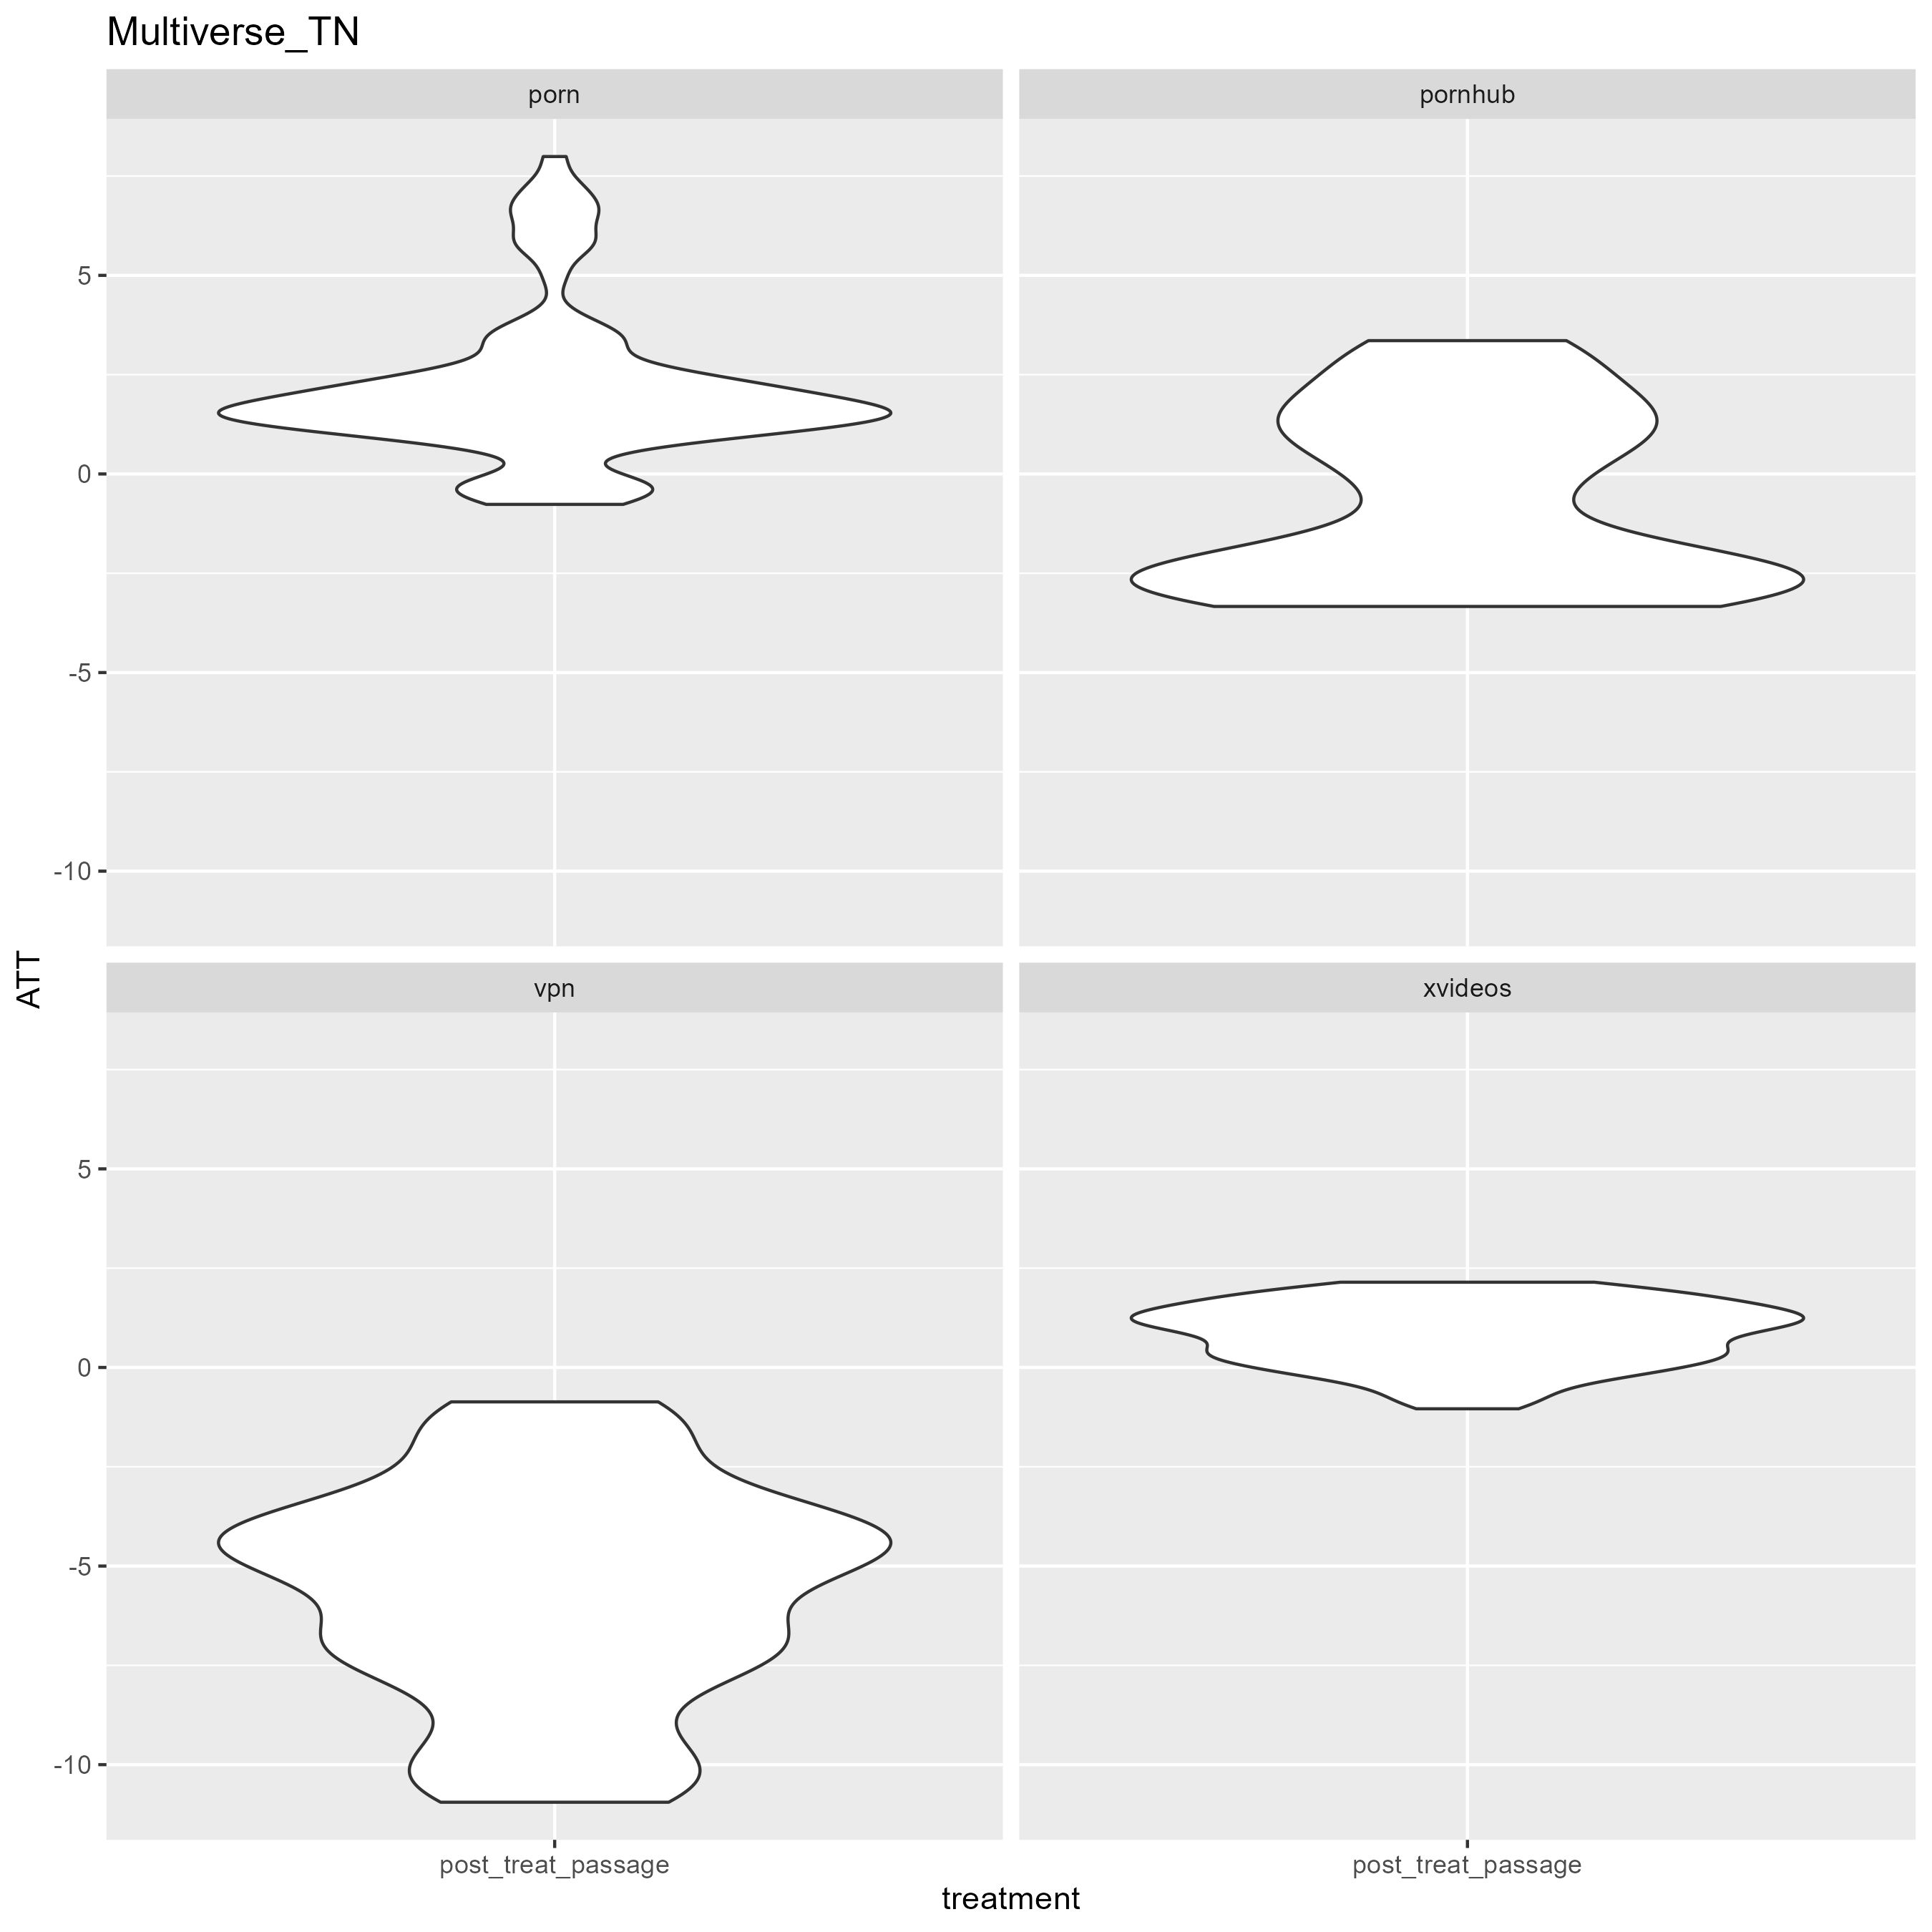 Multiverse_TN
porn
pornhub
5
0
-5
-10
vpn
xvideos
5
0
-5
-10
ATT
post_treat_passage
post_treat_passage
treatment